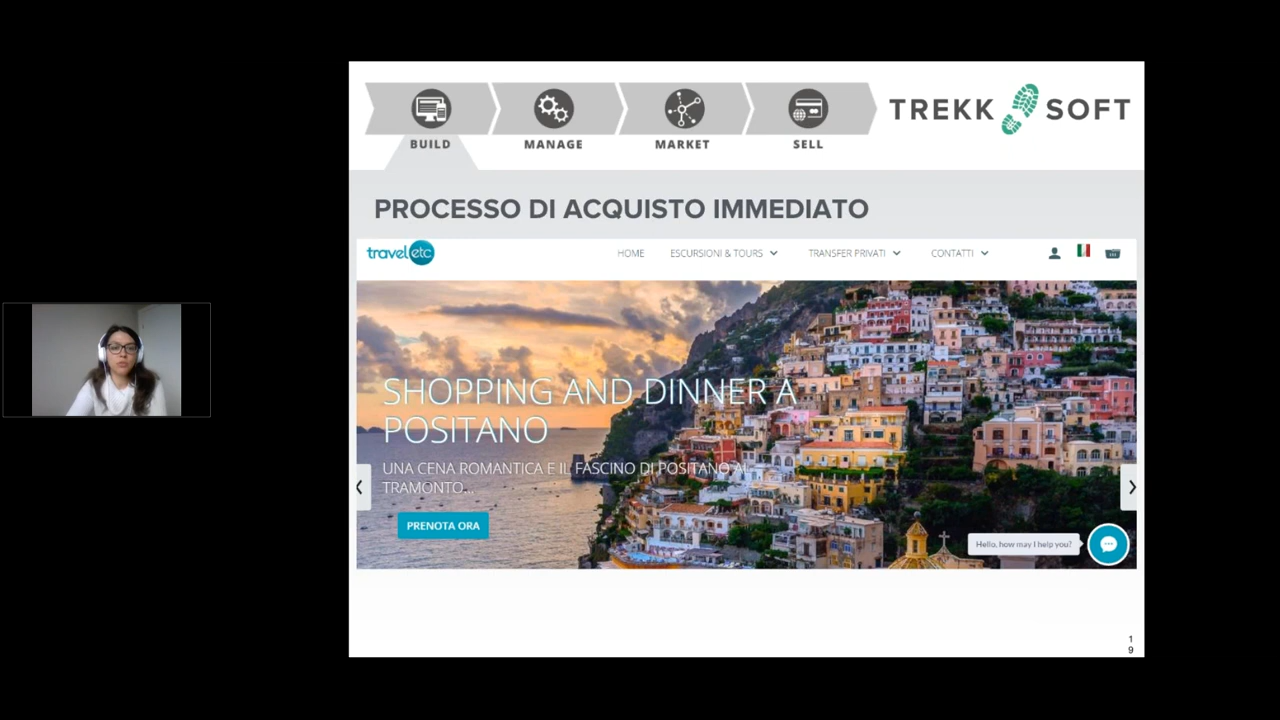 BUILD MANAGE MARKET SELL
TREKK SOFT
PROCESSO DI ACQUISTO IMMEDIATO
travel etc
HOME ESCURSIONI & TOURS TRANSFER PRIVATI CONTATTI
SHOPPING AND DINNER A
POSITANO
UNA CENA ROMANTICA E IL FASCINO DI POSITANO AL
TRAMONTO...
PRENOTA ORA
Hello, how may I help you?
1
9